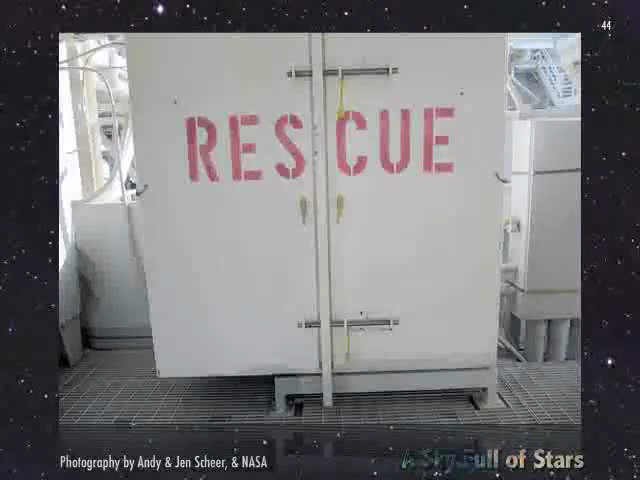 44
RESCUE
Photography by Andy & Jen Scheer, & NASA
A Sky Full of Stars